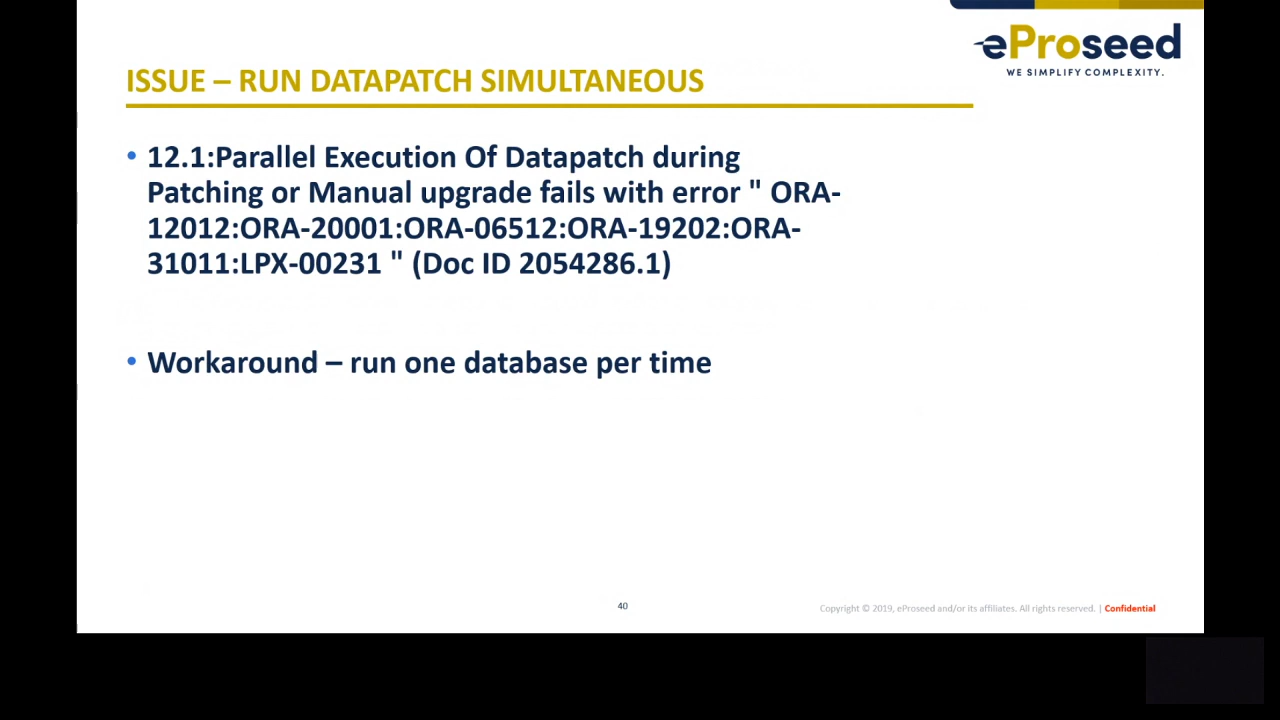 eProseed
WE SIMPLIFY COMPLEXITY.
ISSUE – RUN DATAPATCH SIMULTANEOUS
• 12.1:Parallel Execution Of Datapatch during
Patching or Manual upgrade fails with error " ORA-
12012:ORA-20001:ORA-06512:ORA-19202:ORA-
31011:LPX-00231 " (Doc ID 2054286.1)
• Workaround – run one database per time
40
Copyright © 2019, eProseed and/or its affiliates. All rights reserved. | Confidential